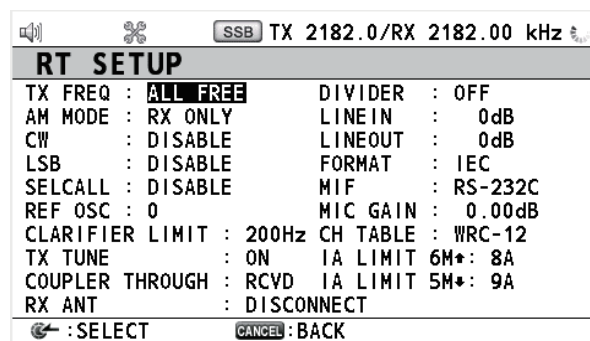 SSB TX 2182.0/RX 2182.00 kHz
RT SETUP
TX FREQ : ALL FREE DIVIDER : OFF
AM MODE : RX ONLY LINEIN : 0dB
CW : DISABLE LINEOUT : 0dB
LSB : DISABLE FORMAT : IEC
SELCALL : DISABLE MIF : RS-232C
REF OSC : 0 MIC GAIN : 0.00dB
CLARIFIER LIMIT : 200Hz CH TABLE : WRC-12
TX TUNE : ON IA LIMIT 6M↑: 8A
COUPLER THROUGH : RCVD IA LIMIT 5M↓: 9A
RX ANT : DISCONNECT
:SELECT CANCEL :BACK